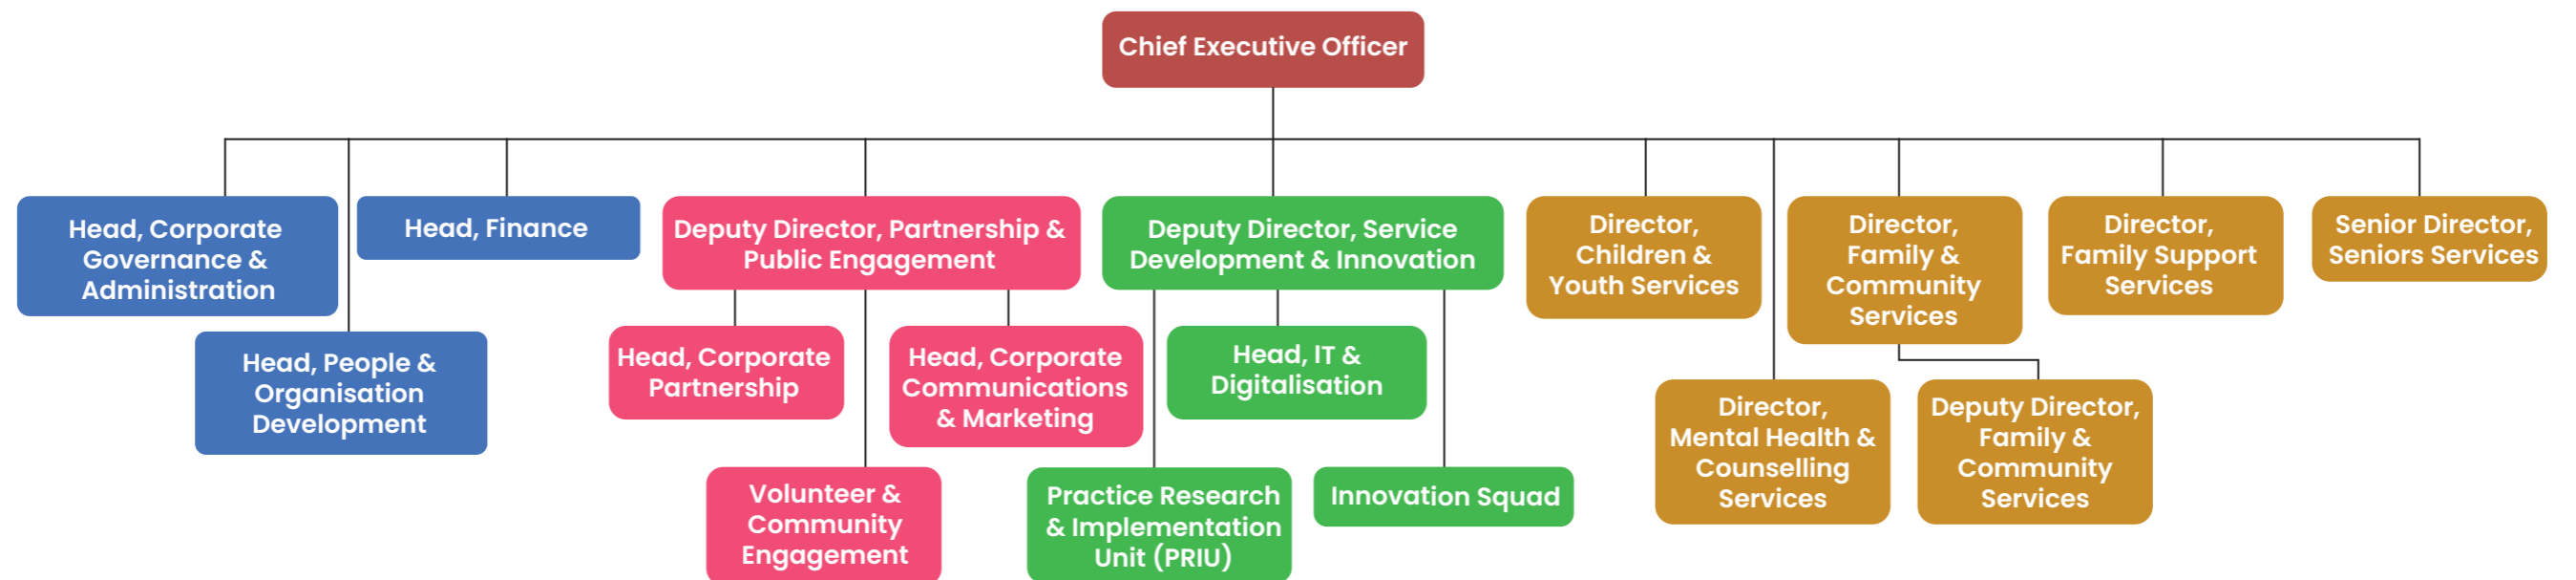 Chief Executive Officer
Head, Corporate
Governance &
Administration
Head, Finance
Deputy Director, Partnership &
Public Engagement
Deputy Director, Service
Development & Innovation
Director,
Children &
Youth Services
Director,
Family &
Community
Services
Director,
Family Support
Services
Senior Director,
Seniors Services
Head, People &
Organisation
Development
Head, Corporate
Partnership
Head, Corporate
Communications
& Marketing
Head, IT &
Digitalisation
Director,
Mental Health &
Counselling
Services
Deputy Director,
Family &
Community
Services
Volunteer &
Community
Engagement
Practice Research
& Implementation
Unit (PRIU)
Innovation Squad